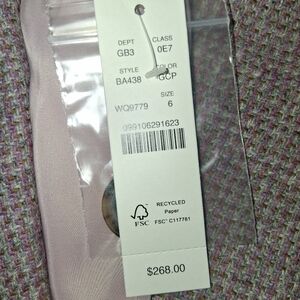 DEPT CLASS
GB3 0E7
STYLE COLOR
BA438 GCP
WQ9779 SIZE
6
099106291623
FSC
RECYCLED
Paper
FSC® C117761
$268.00